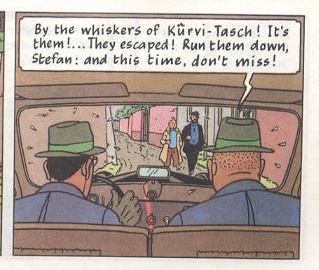 By the whiskers of Kûrvi-Tasch! It's
them!...They escaped! Run them down,
Stefan: and this time, don't miss!